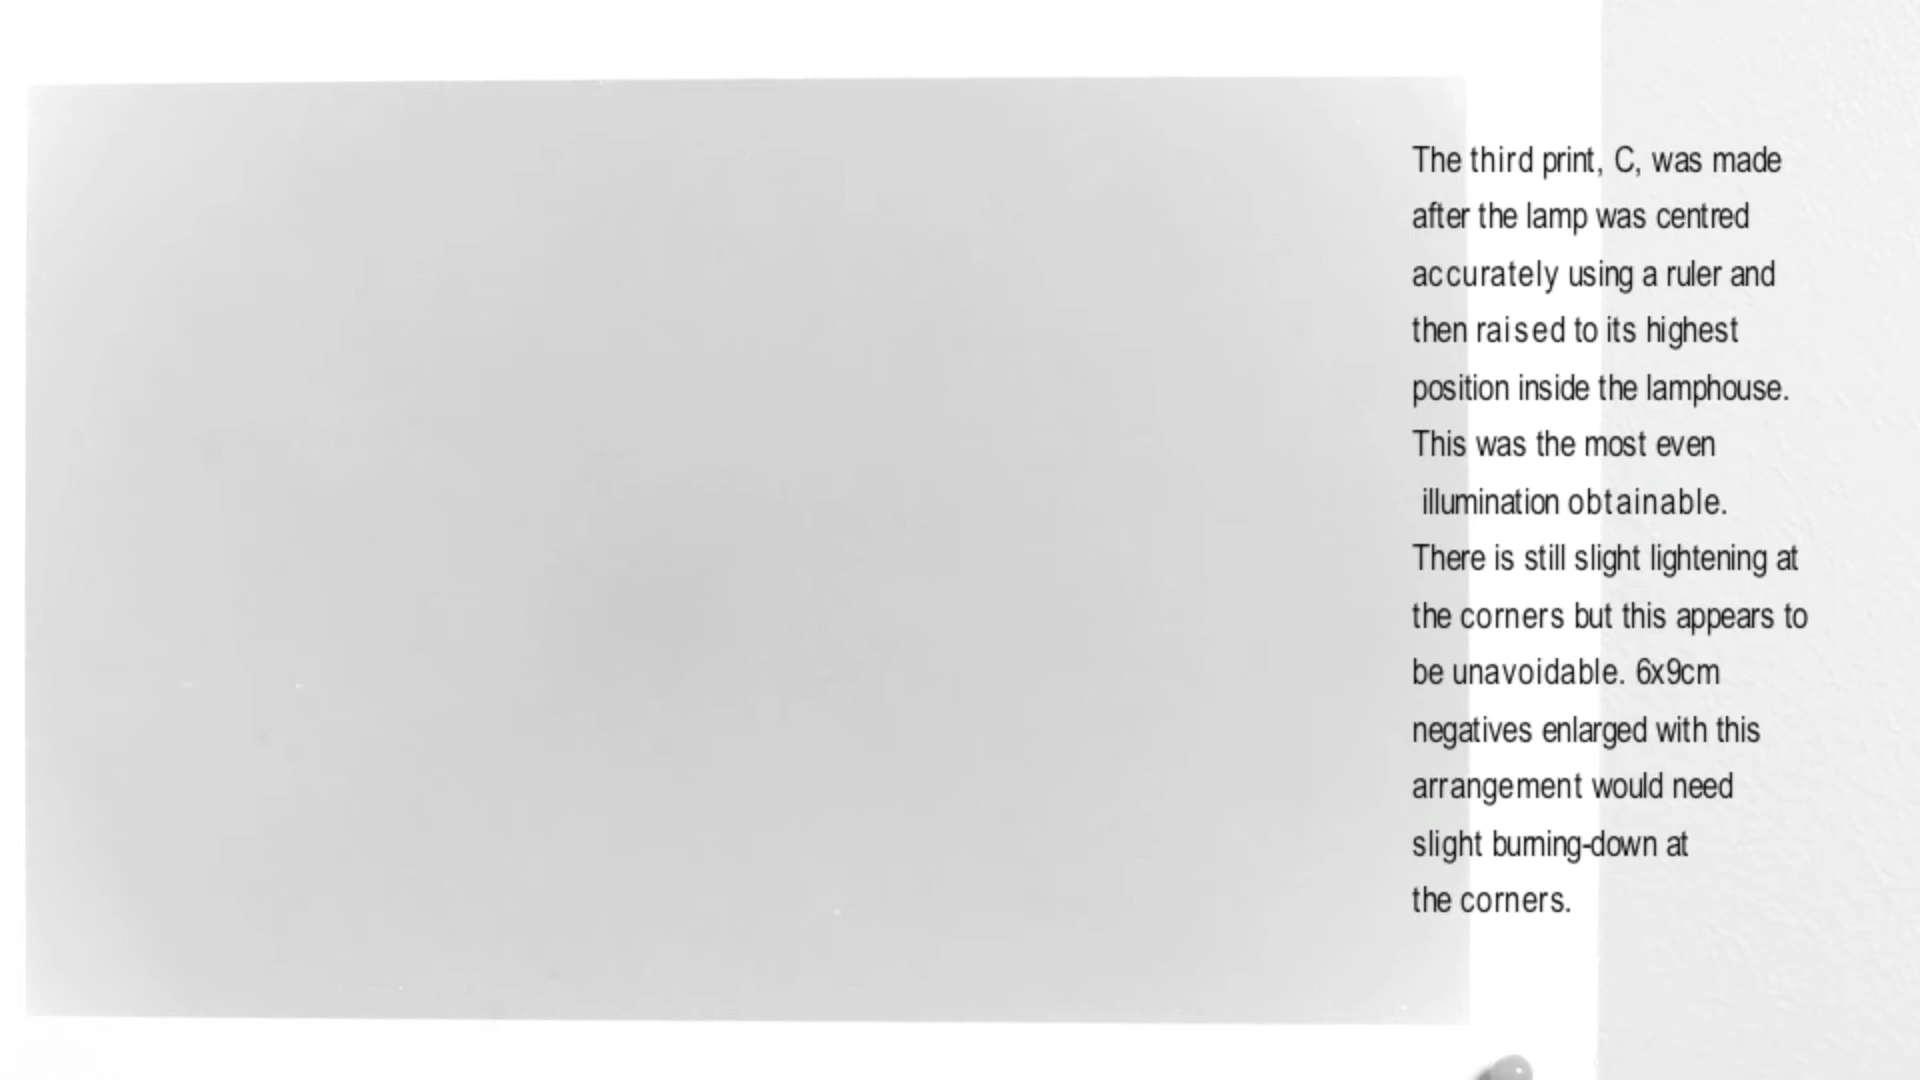 The third print, C, was made
after the lamp was centred
accurately using a ruler and
then raised to its highest
position inside the lamphouse.
This was the most even
illumination obtainable.
There is still slight lightening at
the corners but this appears to
be unavoidable. 6x9cm
negatives enlarged with this
arrangement would need
slight burning-down at
the corners.